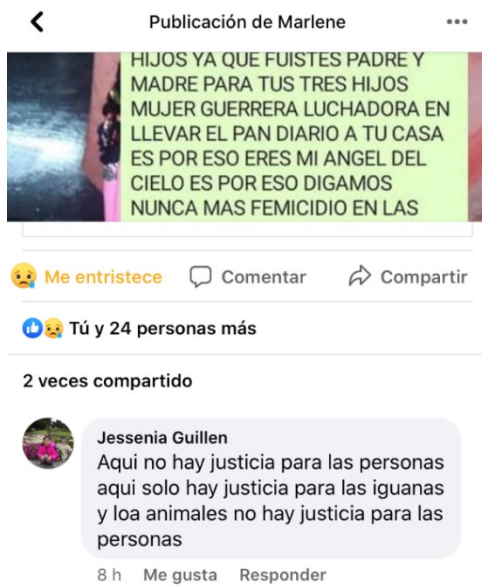 Publicación de Marlene
HIJOS YA QUE FUISTES PADRE Y
MADRE PARA TUS TRES HIJOS
MUJER GUERRERA LUCHADORA EN
LLEVAR EL PAN DIARIO A TU CASA
ES POR ESO ERES MI ANGEL DEL
CIELO ES POR ESO DIGAMOS
NUNCA MAS FEMICIDIO EN LAS
Me entristece Comentar Compartir
Tú y 24 personas más
2 veces compartido
Jessenia Guillen
Aqui no hay justicia para las personas
aqui solo hay justicia para las iguanas
y loa animales no hay justicia para las
personas
8 h Me gusta Responder